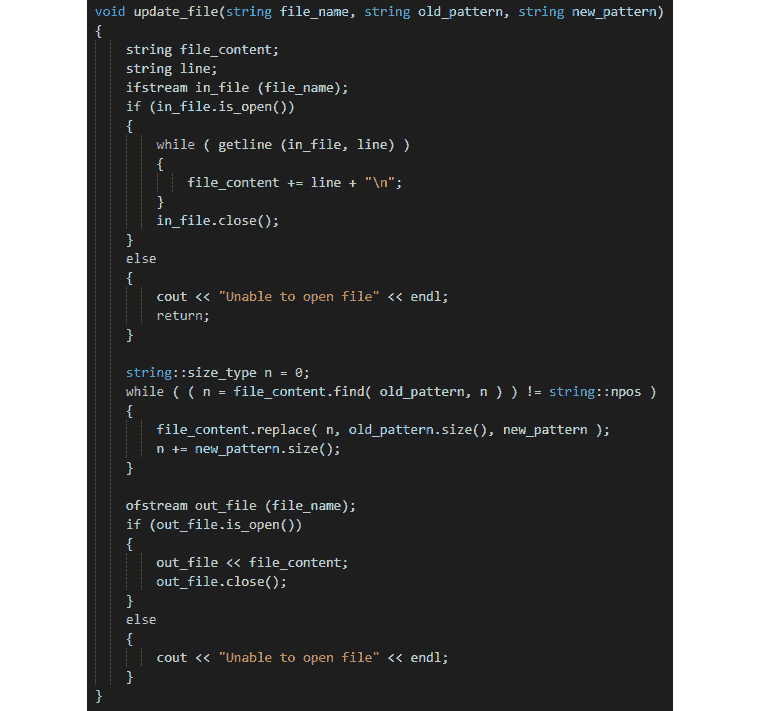 void update_file(string file_name, string old_pattern, string new_pattern)
{
    string file_content;
    string line;
    ifstream in_file (file_name);
    if (in_file.is_open())
    {
        while ( getline (in_file, line) )
        {
            file_content += line + "\n";
        }
        in_file.close();
    }
    else
    {
        cout << "Unable to open file" << endl;
        return;
    }

    string::size_type n = 0;
    while ( ( n = file_content.find( old_pattern, n ) ) != string::npos )
    {
        file_content.replace( n, old_pattern.size(), new_pattern );
        n += new_pattern.size();
    }

    ofstream out_file (file_name);
    if (out_file.is_open())
    {
        out_file << file_content;
        out_file.close();
    }
    else
    {
        cout << "Unable to open file" << endl;
    }
}